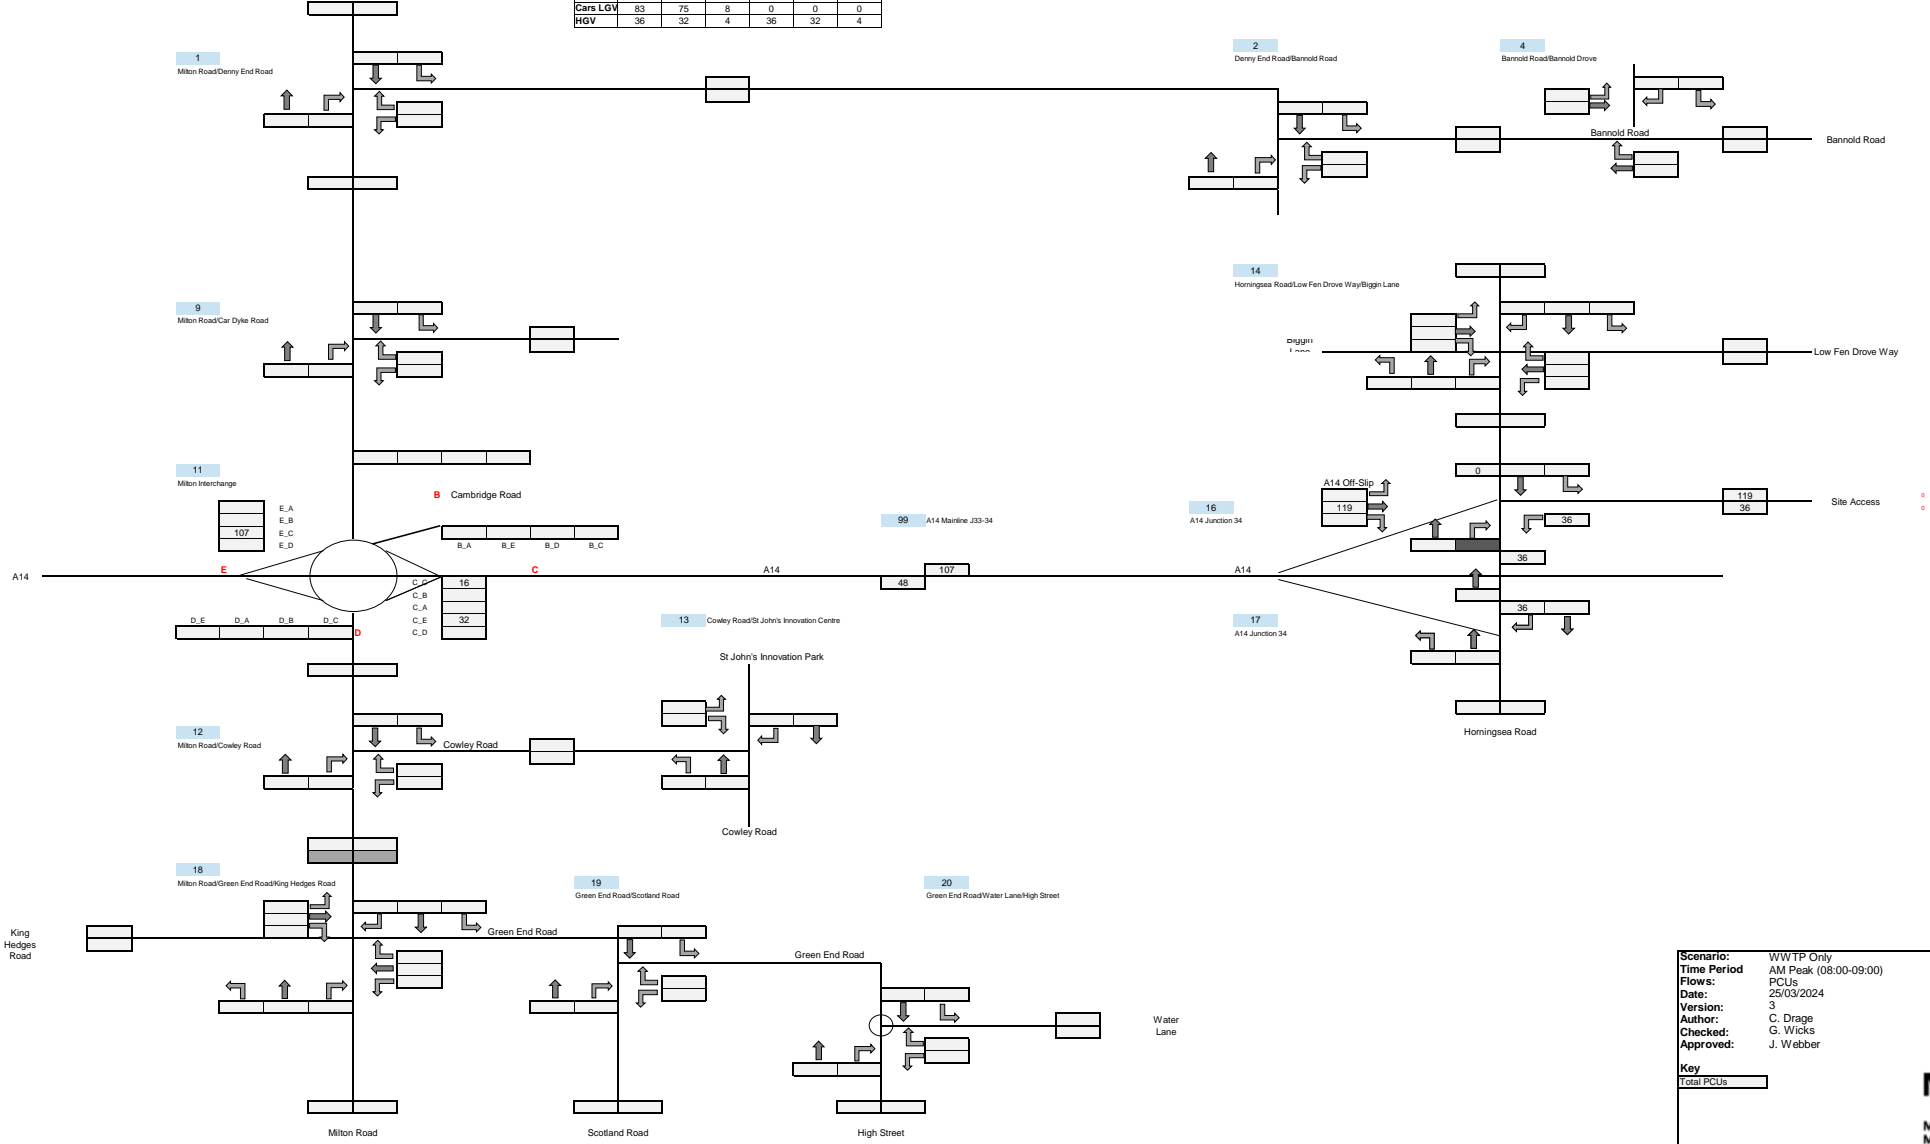 Cars LGV 83 75 8 0 0 0
HGV 36 32 4 36 32 4
1
Milton Road/Denny End Road
2
Denny End Road/Bannold Road
4
Bannold Road/Bannold Drove
Bannold Road
Bannold Road
9
Milton Road/Car Dyke Road
14
Horningsea Road/Low Fen Drove Way/Biggin Lane
Biggin
Lane
Low Fen Drove Way
11
Milton Interchange
B Cambridge Road
E_A
E_B
107 E_C
E_D
B_A B_E B_D B_C
99 A14 Mainline J33-34
16
A14 Junction 34
A14 Off-Slip
119
0
119
36
Site Access
0
0
36
36
A14
E
C
A14
107
48
A14
C_C 16
C_B
C_A
C_E 32
C_D
D_E D_A D_B D_C
D
13 Cowley Road/St John's Innovation Centre
17
A14 Junction 34
36
St John's Innovation Park
12
Milton Road/Cowley Road
Cowley Road
Cowley Road
Horningsea Road
18
Milton Road/Green End Road/King Hedges Road
19
Green End Road/Scotland Road
20
Green End Road/Water Lane/High Street
King
Hedges
Road
Green End Road
Green End Road
Water
Lane
Milton Road
Scotland Road
High Street
Scenario: WWTP Only
Time Period AM Peak (08:00-09:00)
Flows: PCUs
Date: 25/03/2024
Version: 3
Author: C. Drage
Checked: G. Wicks
Approved: J. Webber
Key
Total PCUs